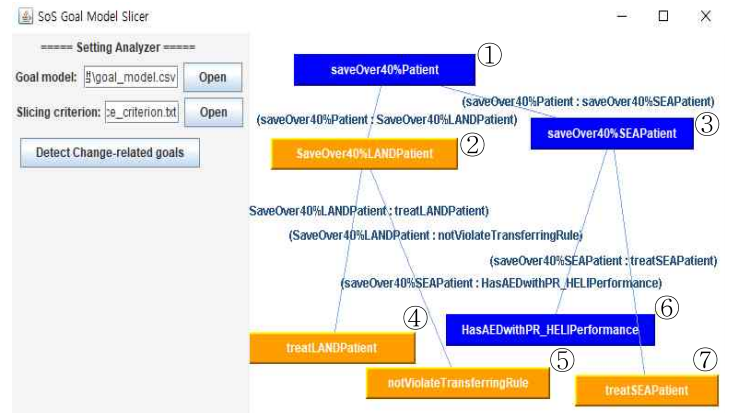 SoS Goal Model Slicer
===== Setting Analyzer =====
Goal model: \goal_model.csv Open
Slicing criterion: :e_criterion.txt Open
Detect Change-related goals
saveOver40%Patient ①
(saveOver40%Patient : saveOver40%SEAPatient)
(saveOver40%Patient : SaveOver40%LANDPatient)
saveOver40%SEAPatient ③
SaveOver40%LANDPatient ②
SaveOver40%LANDPatient : treatLANDPatient)
(SaveOver40%LANDPatient : notViolateTransferringRule)
(saveOver40%SEAPatient : treatSEAPatient)
(saveOver40%SEAPatient : HasAEDwithPR_HELIPerformance)
HasAEDwithPR_HELIPerformance ⑥
treatLANDPatient ④
notViolateTransferringRule ⑤
treatSEAPatient ⑦